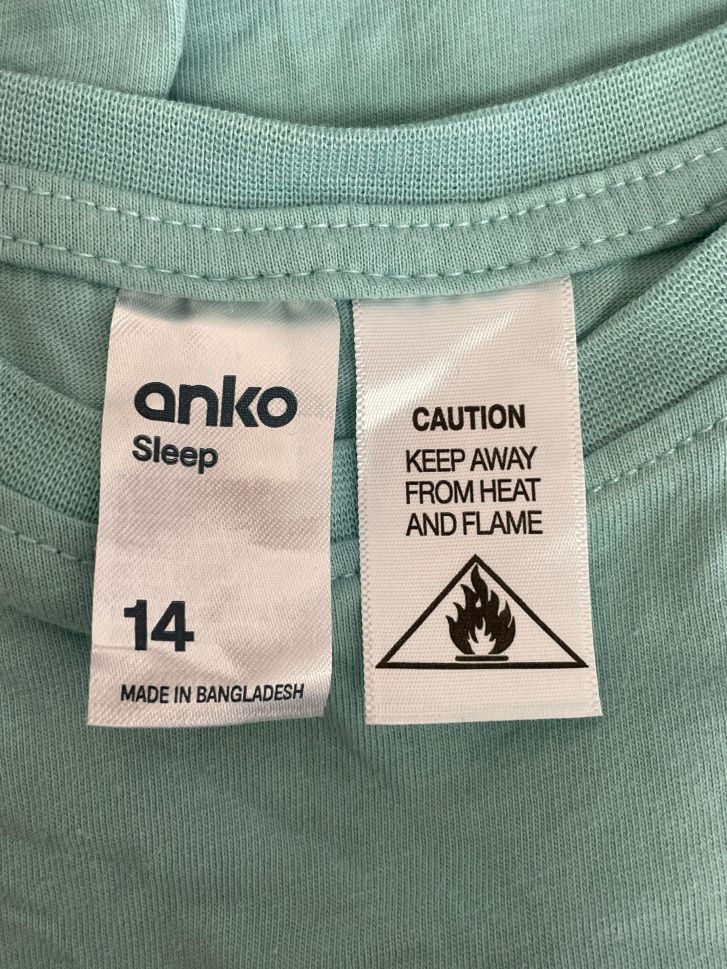 anko
Sleep
14
MADE IN BANGLADESH
CAUTION
KEEP AWAY
FROM HEAT
AND FLAME